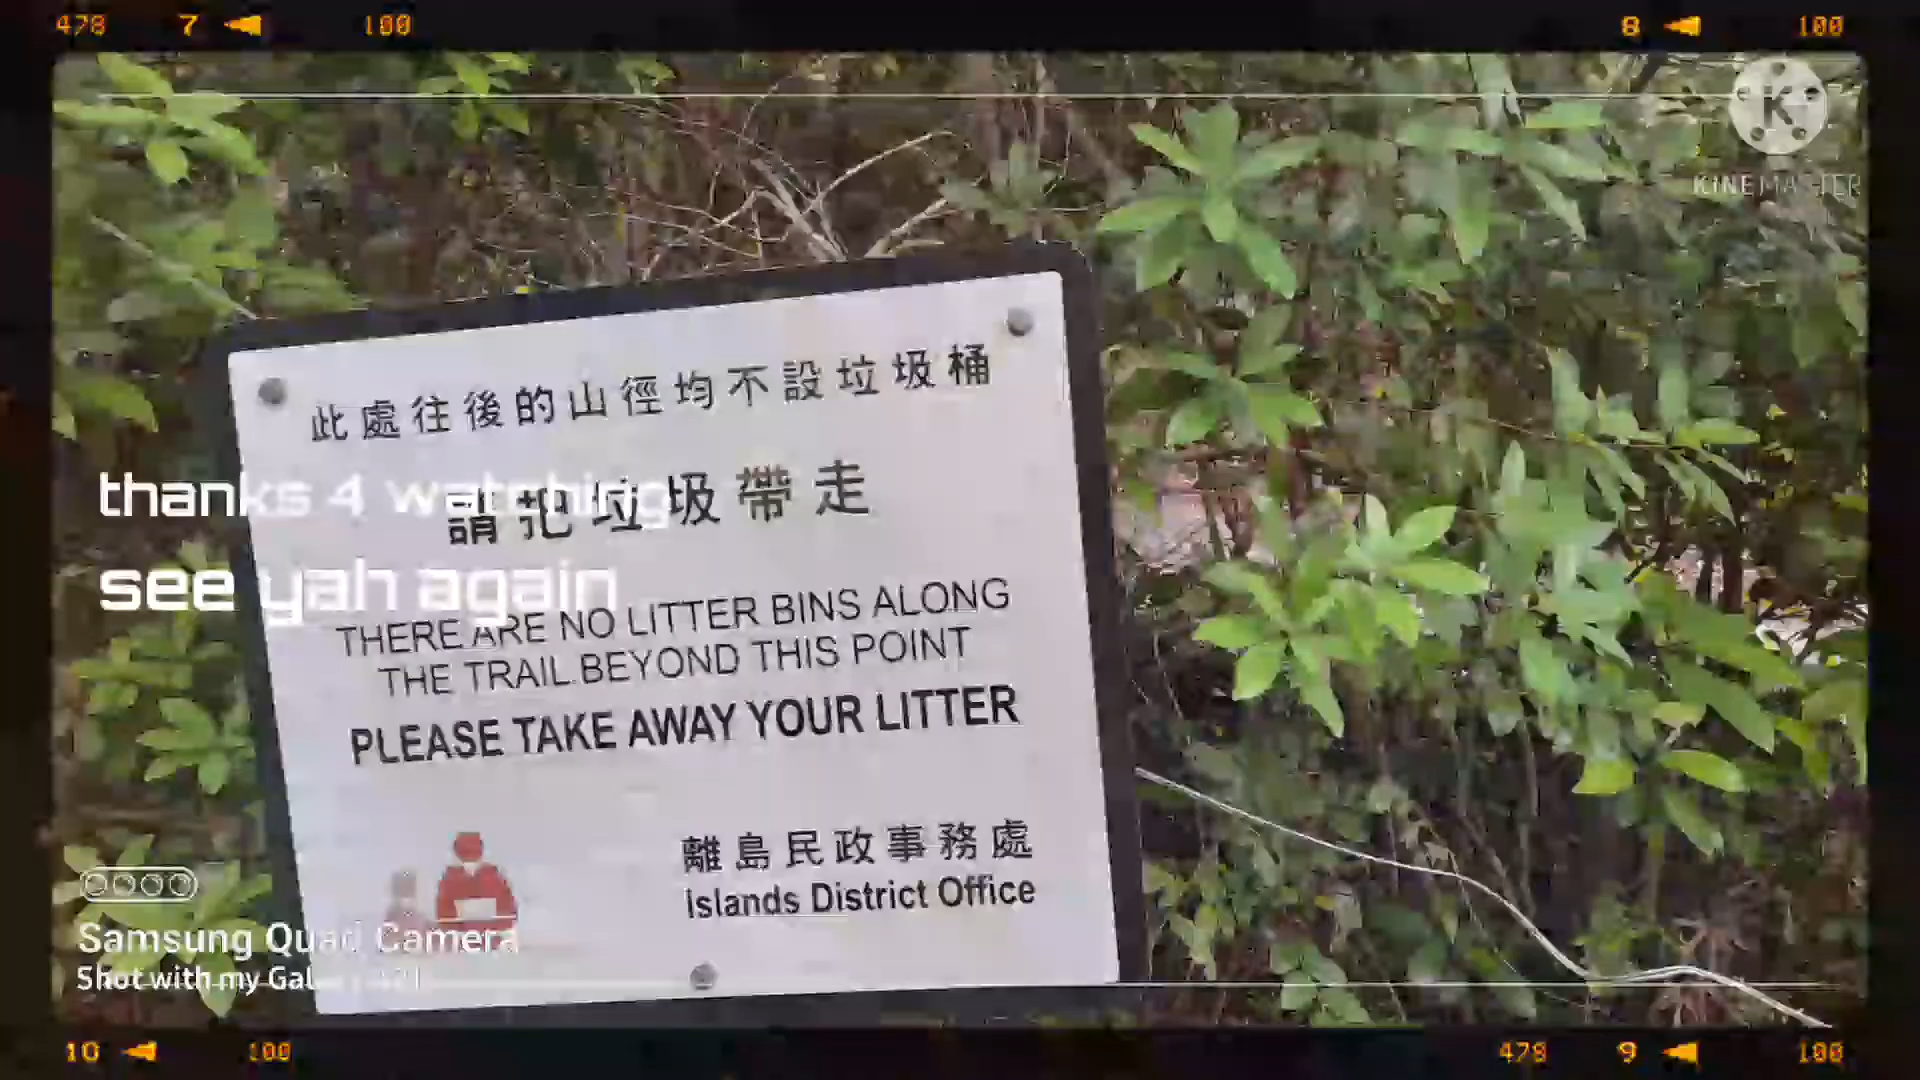 478 7 100
8 100
KINEMASTER
此處往後的山徑均不設垃圾桶
請把垃圾帶走
thanks 4 watching
see yah again
THERE ARE NO LITTER BINS ALONG
THE TRAIL BEYOND THIS POINT
PLEASE TAKE AWAY YOUR LITTER
離島民政事務處
islands District Office
Samsung Quad Camera
Shot with my
10 100
478 9 100